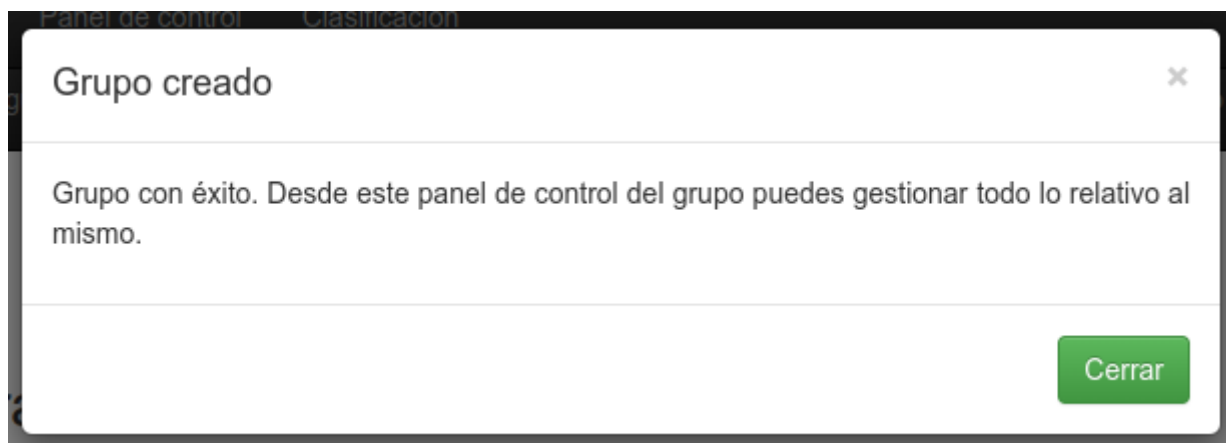 Panel de control Clasificación
Grupo creado
×
Grupo con éxito. Desde este panel de control del grupo puedes gestionar todo lo relativo al
mismo.
Cerrar